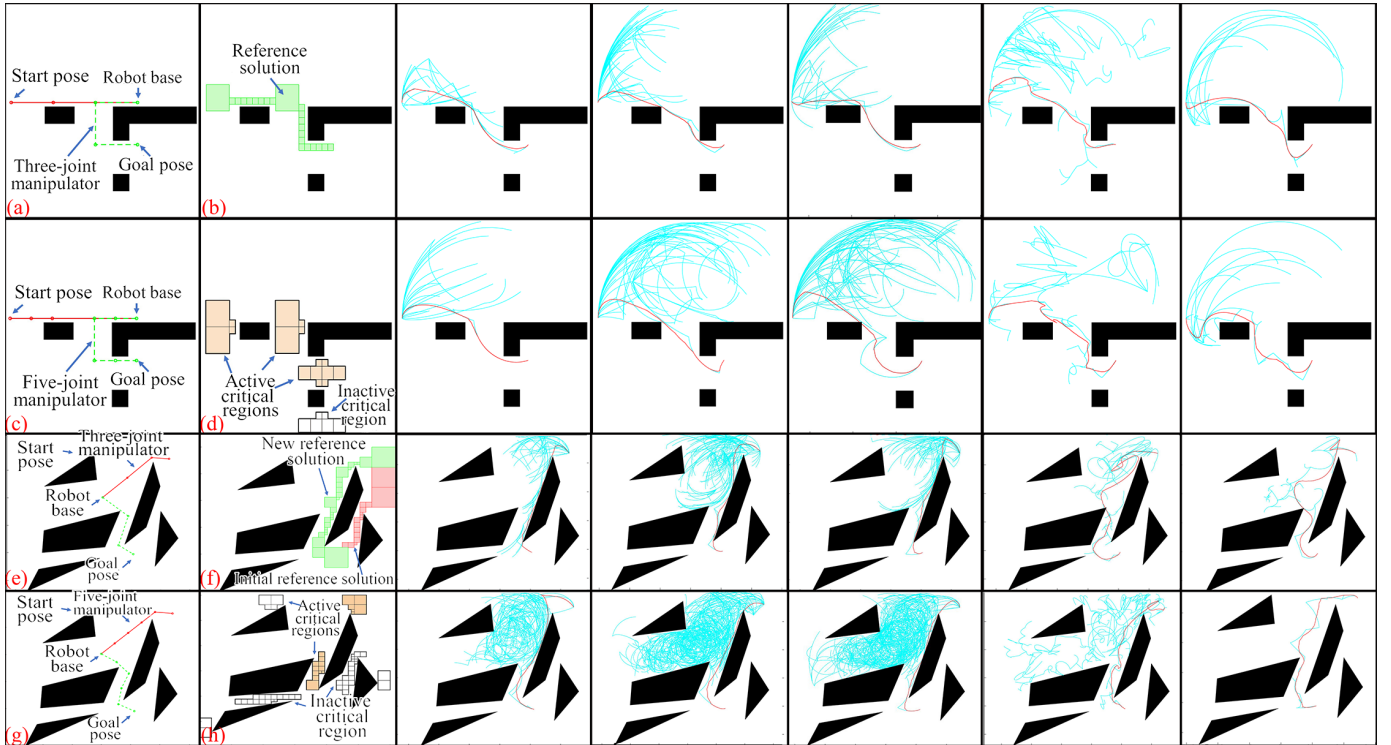 Start pose
Robot base
Three-joint
manipulator
Goal pose
(a)
Reference
solution
(b)
Start pose
Robot base
Five-joint
manipulator
Goal pose
(c)
Active
critical
regions
Inactive
critical
region
(d)
Three-joint
manipulator
Start
pose
Robot
base
Goal
pose
(e)
New reference
solution
Initial reference solution
(f)
Five-joint
manipulator
Start
pose
Robot
base
Goal
pose
(g)
Active
critical
regions
Inactive
critical
region
(h)